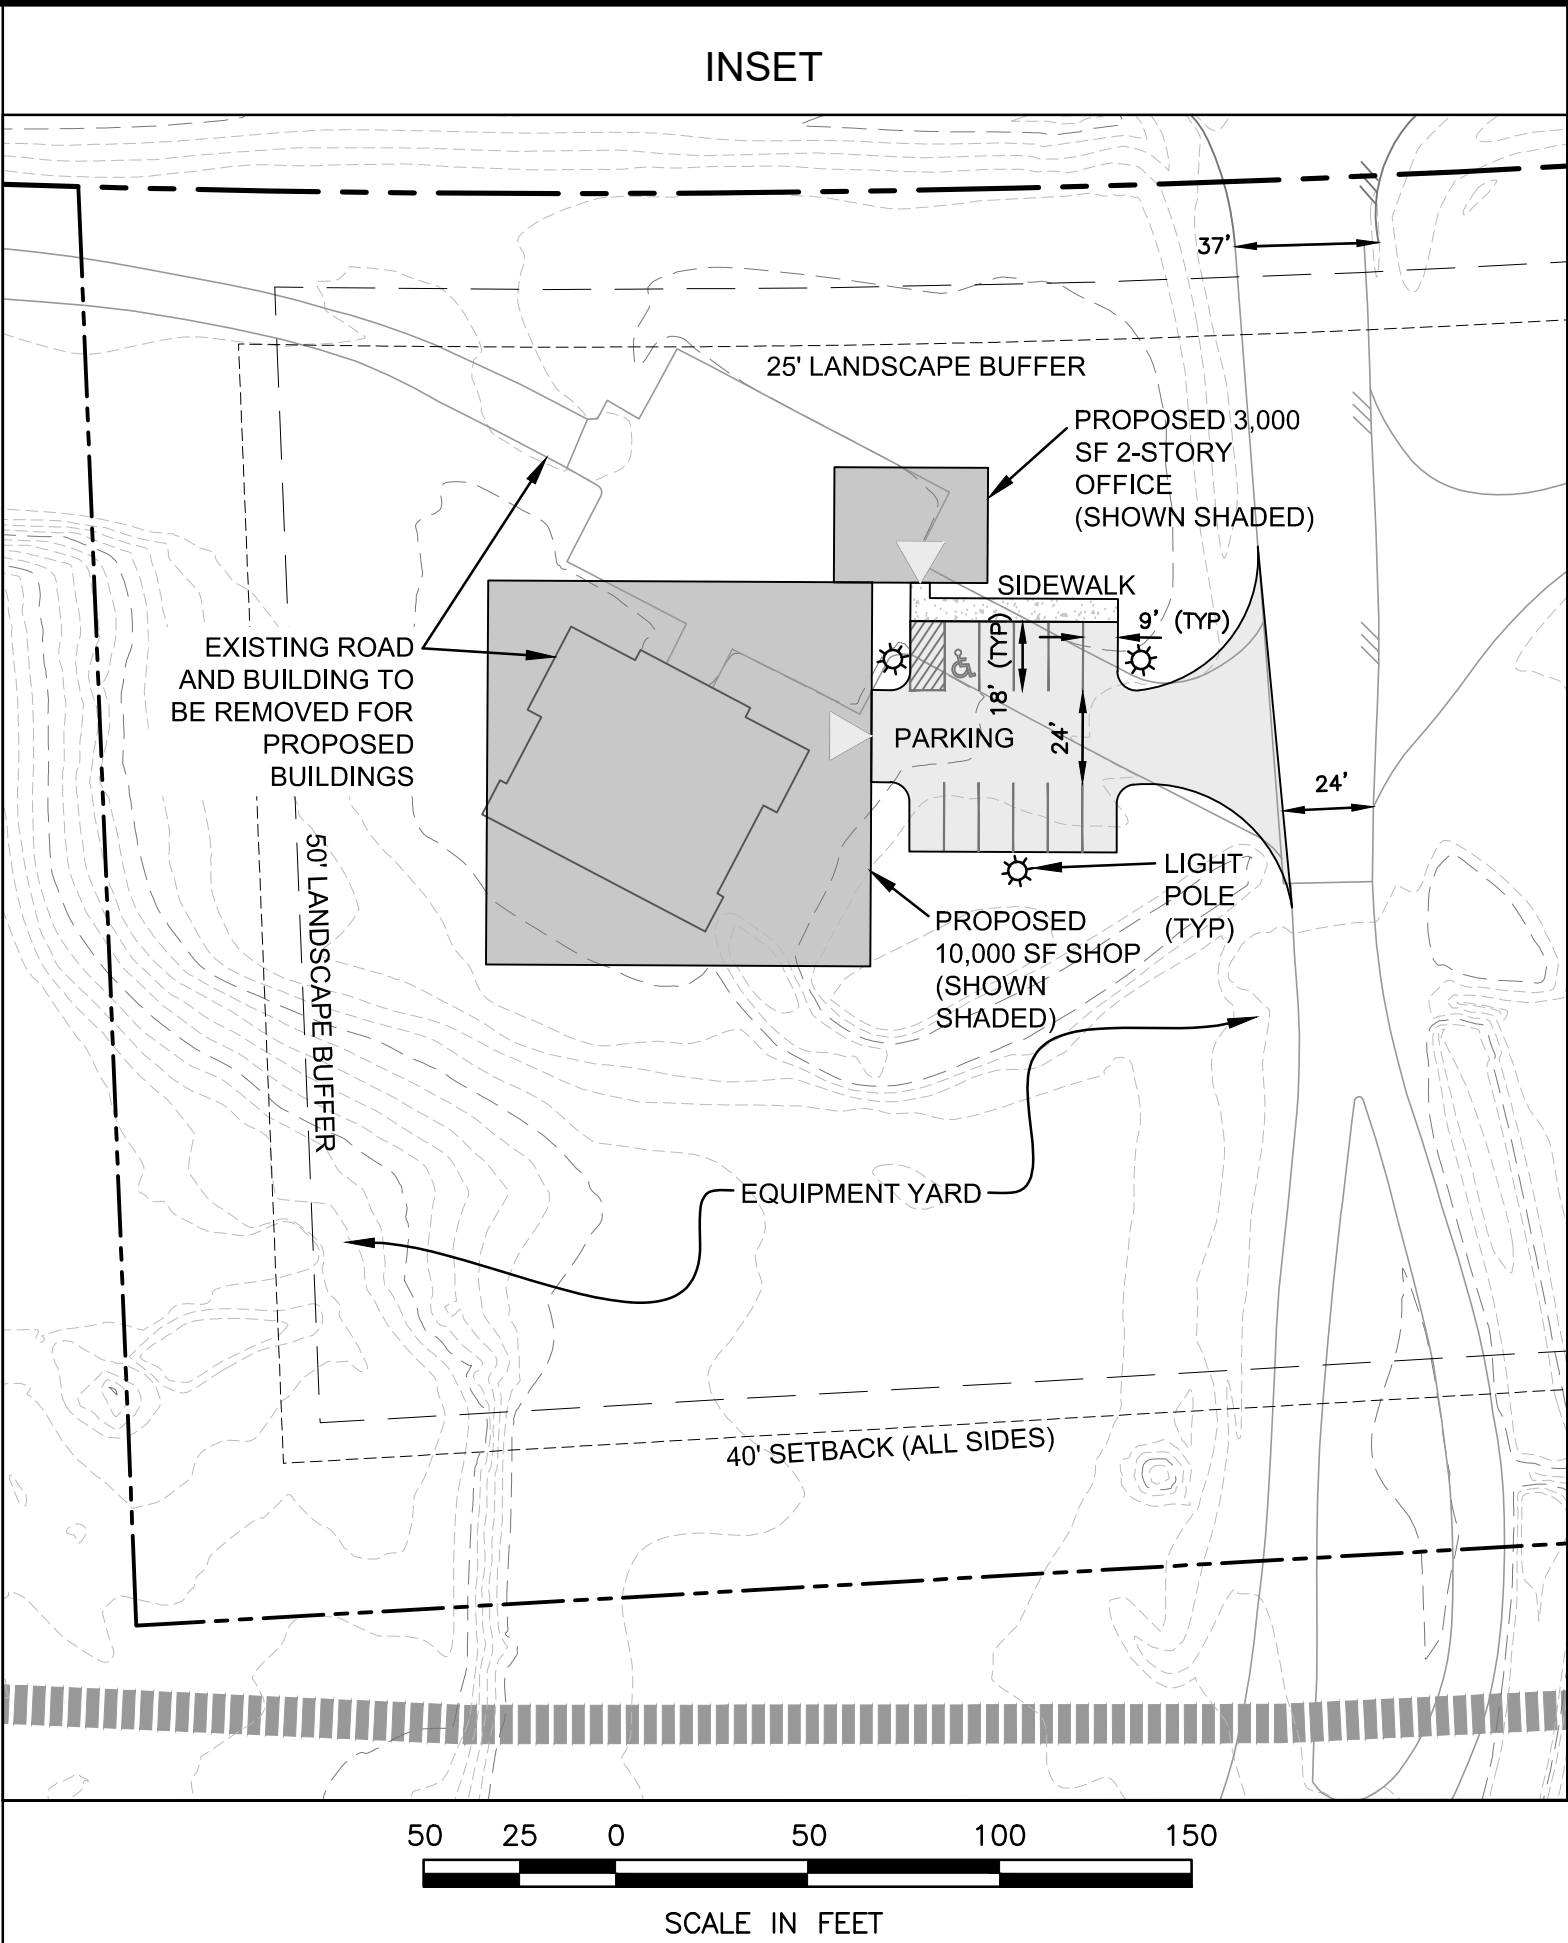 INSET
37'
25' LANDSCAPE BUFFER
PROPOSED 3,000
SF 2-STORY
OFFICE
(SHOWN SHADED)
SIDEWALK
9' (TYP)
EXISTING ROAD
AND BUILDING TO
BE REMOVED FOR
PROPOSED
BUILDINGS
18' (TYP)
PARKING
24'
24'
50' LANDSCAPE BUFFER
LIGHT
POLE
(TYP)
PROPOSED
10,000 SF SHOP
(SHOWN
SHADED)
EQUIPMENT YARD
40' SETBACK (ALL SIDES)
50 25 0 50 100 150
SCALE IN FEET